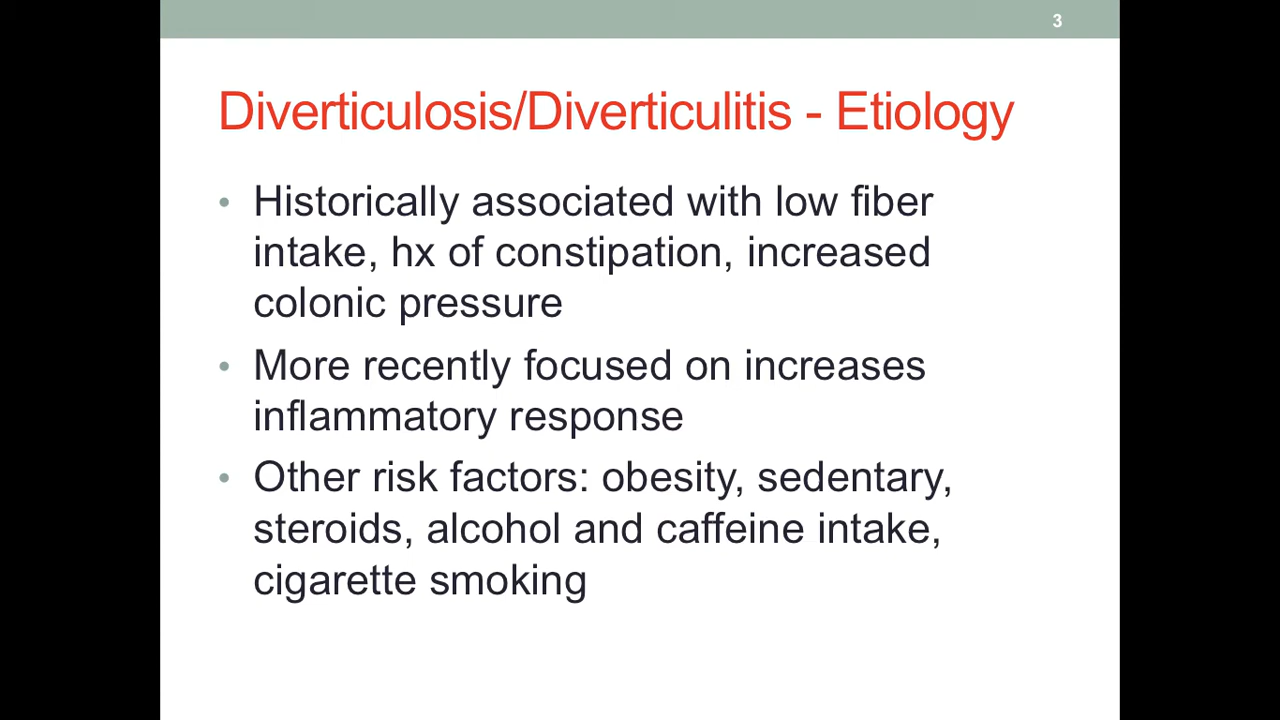 3
Diverticulosis/Diverticulitis - Etiology
• Historically associated with low fiber
intake, hx of constipation, increased
colonic pressure
• More recently focused on increases
inflammatory response
• Other risk factors: obesity, sedentary,
steroids, alcohol and caffeine intake,
cigarette smoking